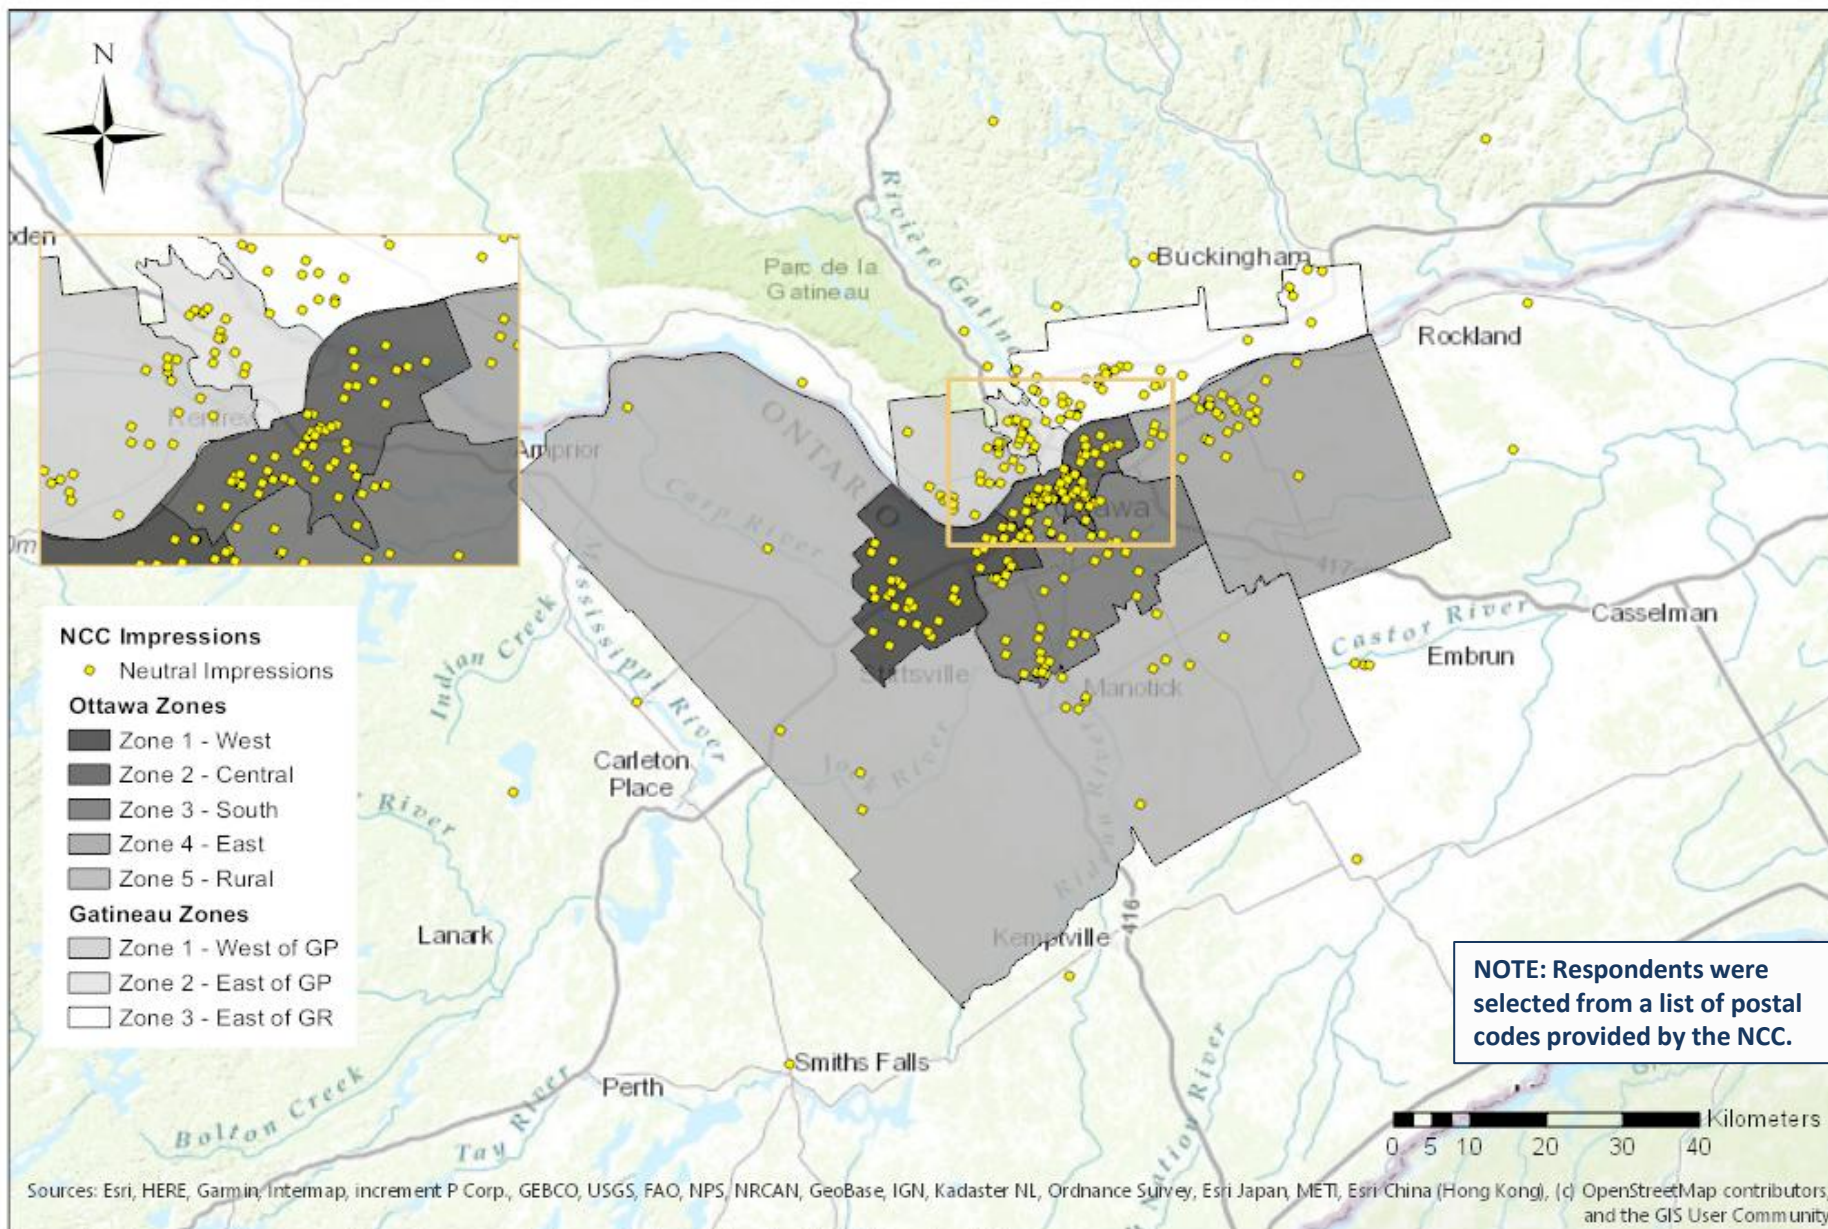 N
Rivière Gatine
Buckingham
Parc de la
Gatineau
Rockland
Renfrew
Arnprior
ONTARIO
Carp River
Ottawa
417
Casselman
Castor River
Embrun
Indian Creek
Mississippi River
Stittsville
Manotick
NCC Impressions
Neutral Impressions
Ottawa Zones
Zone 1 - West
Zone 2 - Central
Zone 3 - South
Zone 4 - East
Zone 5 - Rural
Gatineau Zones
Zone 1 - West of GP
Zone 2 - East of GP
Zone 3 - East of GR
Carleton
Place
Jock River
River
Rideau River
Lanark
Kemptville
416
NOTE: Respondents were
selected from a list of postal
codes provided by the NCC.
Smiths Falls
Perth
Bolton Creek
Tay River
Nation River
Kilometers
0 5 10 20 30 40
Sources: Esri, HERE, Garmin, Intermap, increment P Corp., GEBCO, USGS, FAO, NPS, NRCAN, GeoBase, IGN, Kadaster NL, Ordnance Survey, Esri Japan, METI, Esri China (Hong Kong), (c) OpenStreetMap contributors,
and the GIS User Community